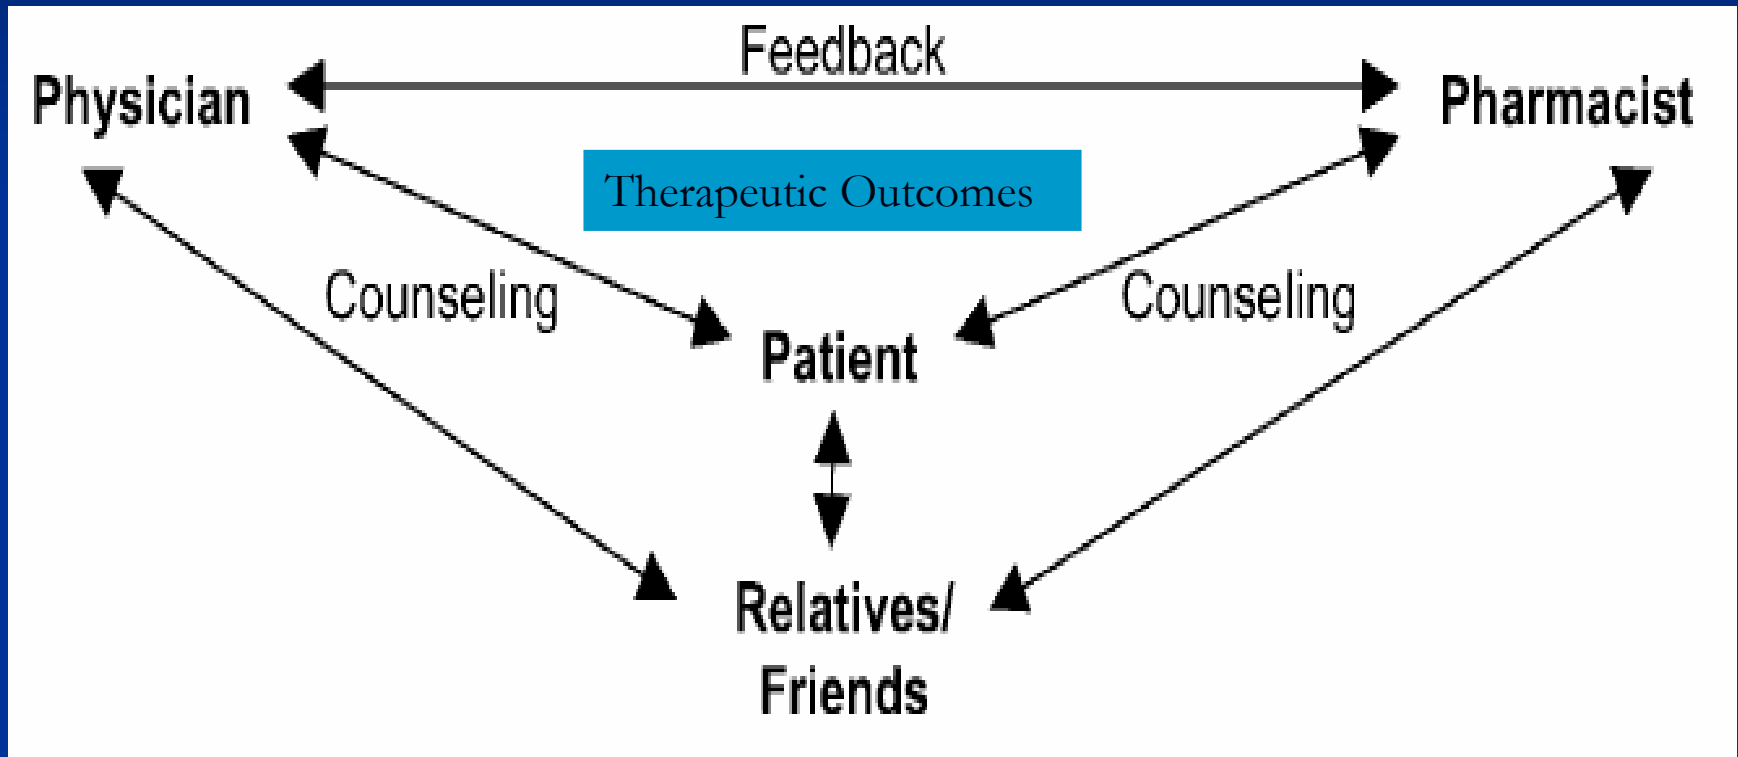 Feedback
Physician
Pharmacist
Therapeutic Outcomes
Counseling
Counseling
Patient
Relatives/
Friends